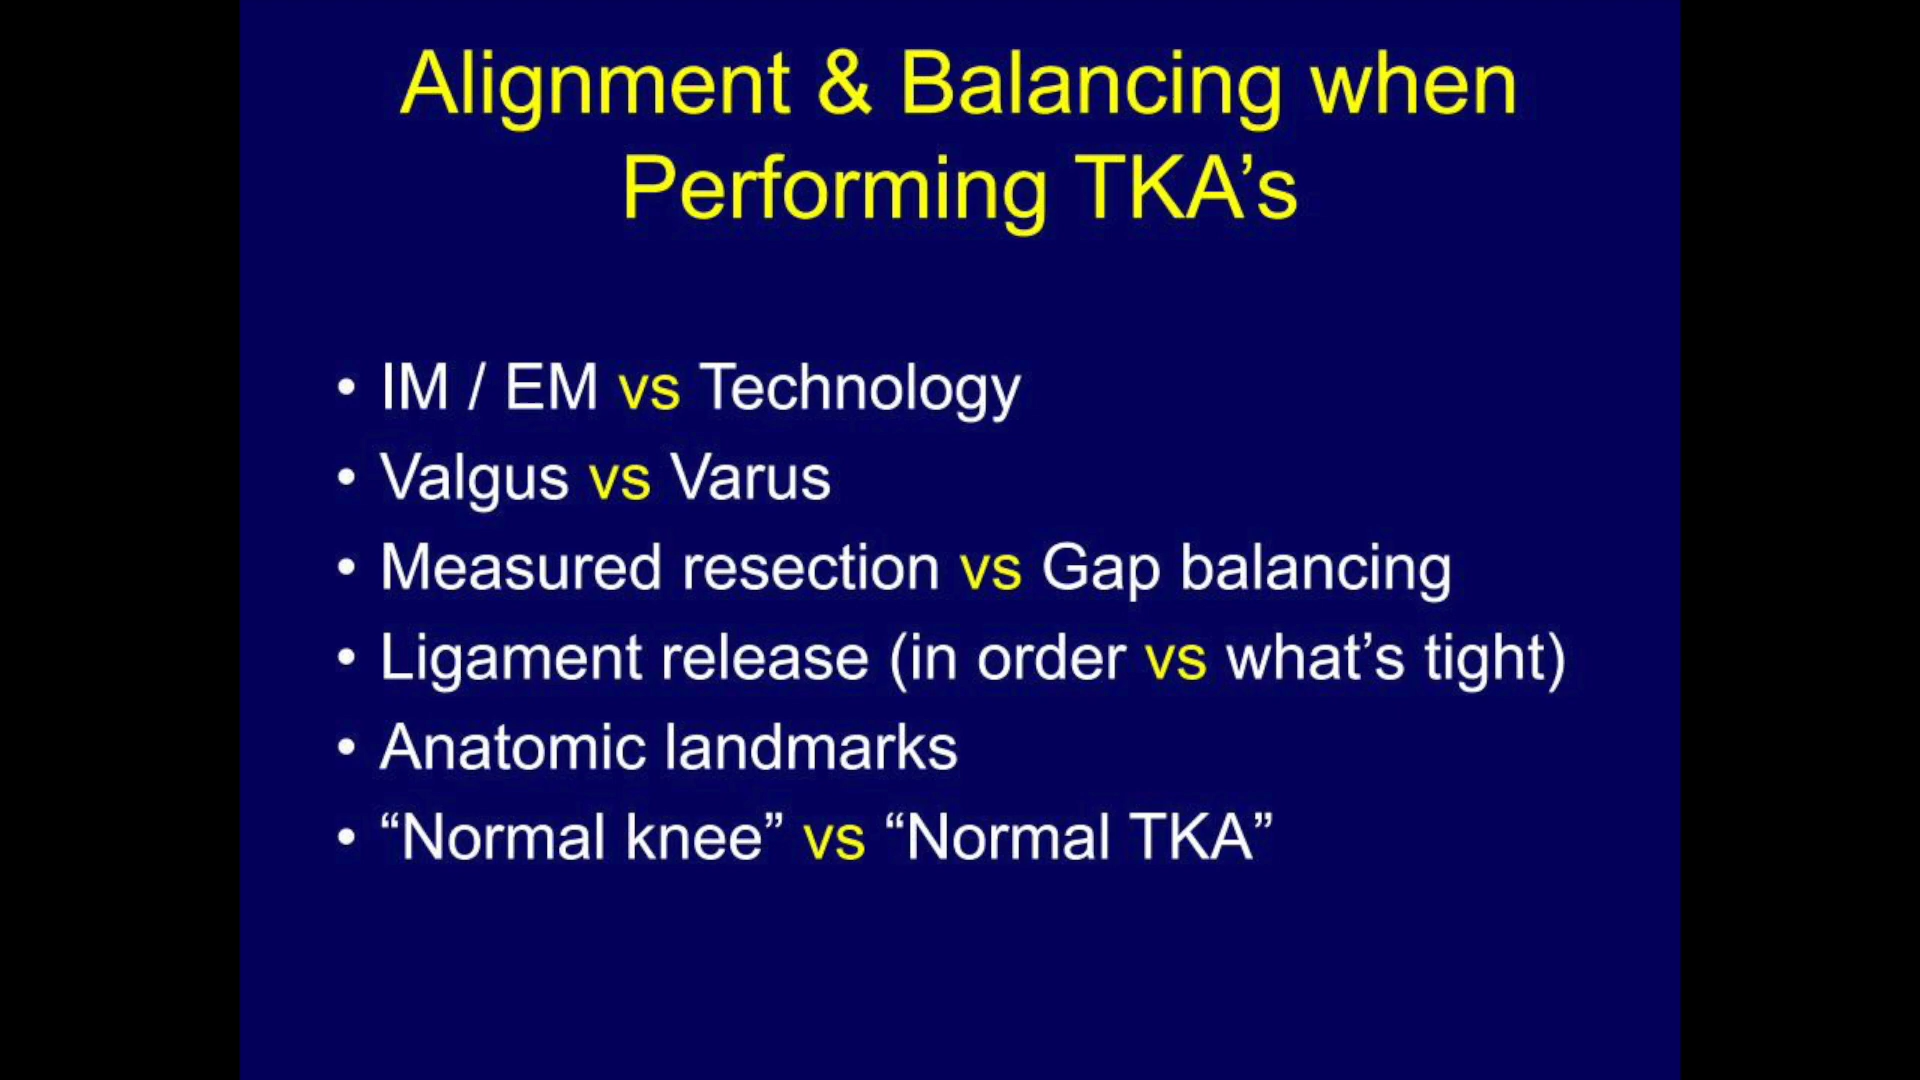 Alignment & Balancing when
Performing TKA’s
• IM / EM vs Technology
• Valgus vs Varus
• Measured resection vs Gap balancing
• Ligament release (in order vs what’s tight)
• Anatomic landmarks
• “Normal knee” vs “Normal TKA”